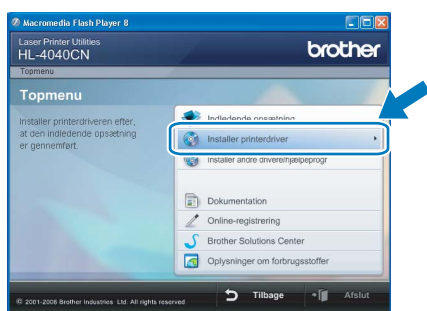 Macromedia Flash Player 8
Laser Printer Utilities
HL-4040CN
brother
Topmenu
Topmenu
Installer printerdriveren efter,
at den indledende opsætning
er gennemført.
Indledende opsætning
Installer printerdriver
Installer andre drivere/hjælpeprogr
Dokumentation
Online-registrering
Brother Solutions Center
Oplysninger om forbrugsstoffer
© 2001-2006 Brother Industries Ltd. All rights reserved
Tilbage
Afslut